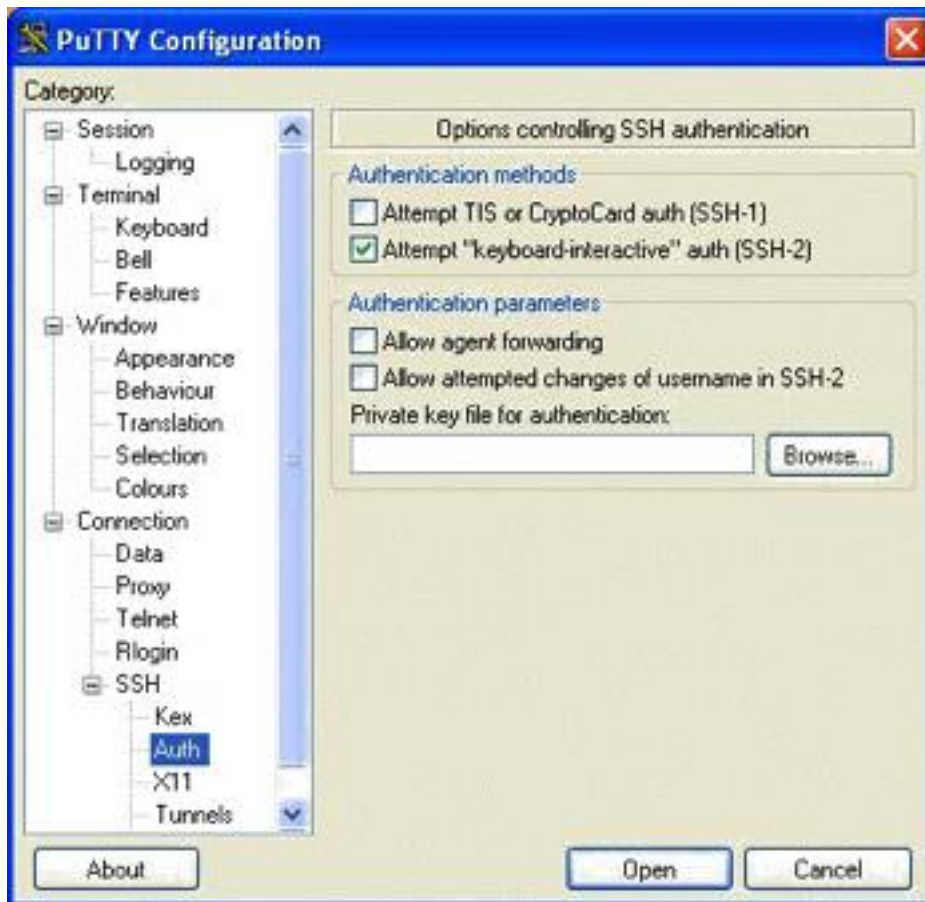 PuTTY Configuration
Category:
Session
Logging
Terminal
Keyboard
Bell
Features
Window
Appearance
Behaviour
Translation
Selection
Colours
Connection
Data
Proxy
Telnet
Rlogin
SSH
Kex
Auth
X11
Tunnels
Options controlling SSH authentication
Authentication methods
Attempt TIS or CryptoCard auth (SSH-1)
Attempt "keyboard-interactive" auth (SSH-2)
Authentication parameters
Allow agent forwarding
Allow attempted changes of username in SSH-2
Private key file for authentication:
Browse...
About
Open
Cancel